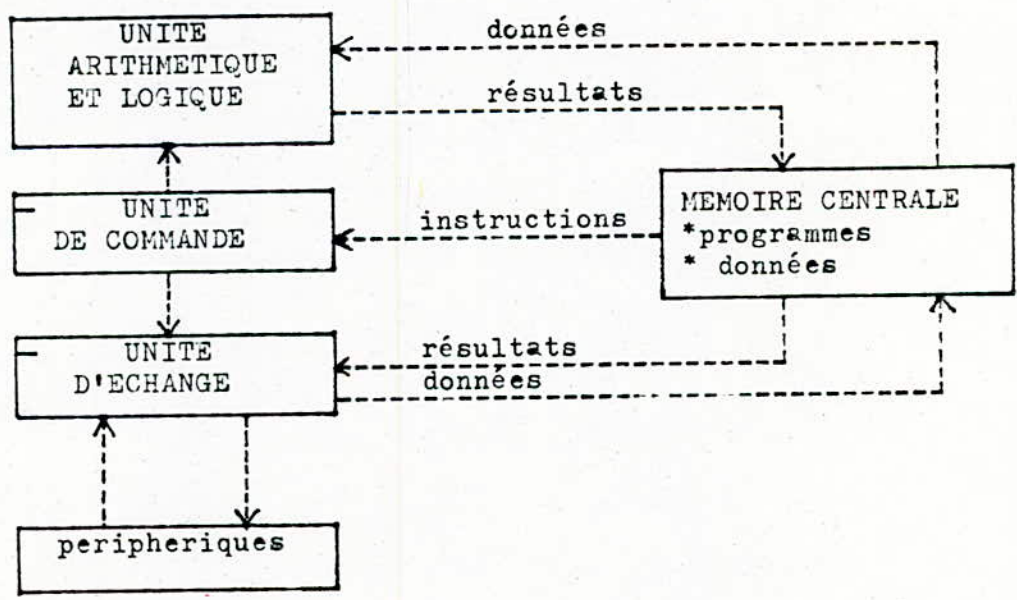 UNITE
ARITHMETIQUE
ET LOGIQUE
données
résultats
UNITE
DE COMMANDE
instructions
MEMOIRE CENTRALE
*programmes
* données
UNITE
D'ECHANGE
résultats
données
peripheriques